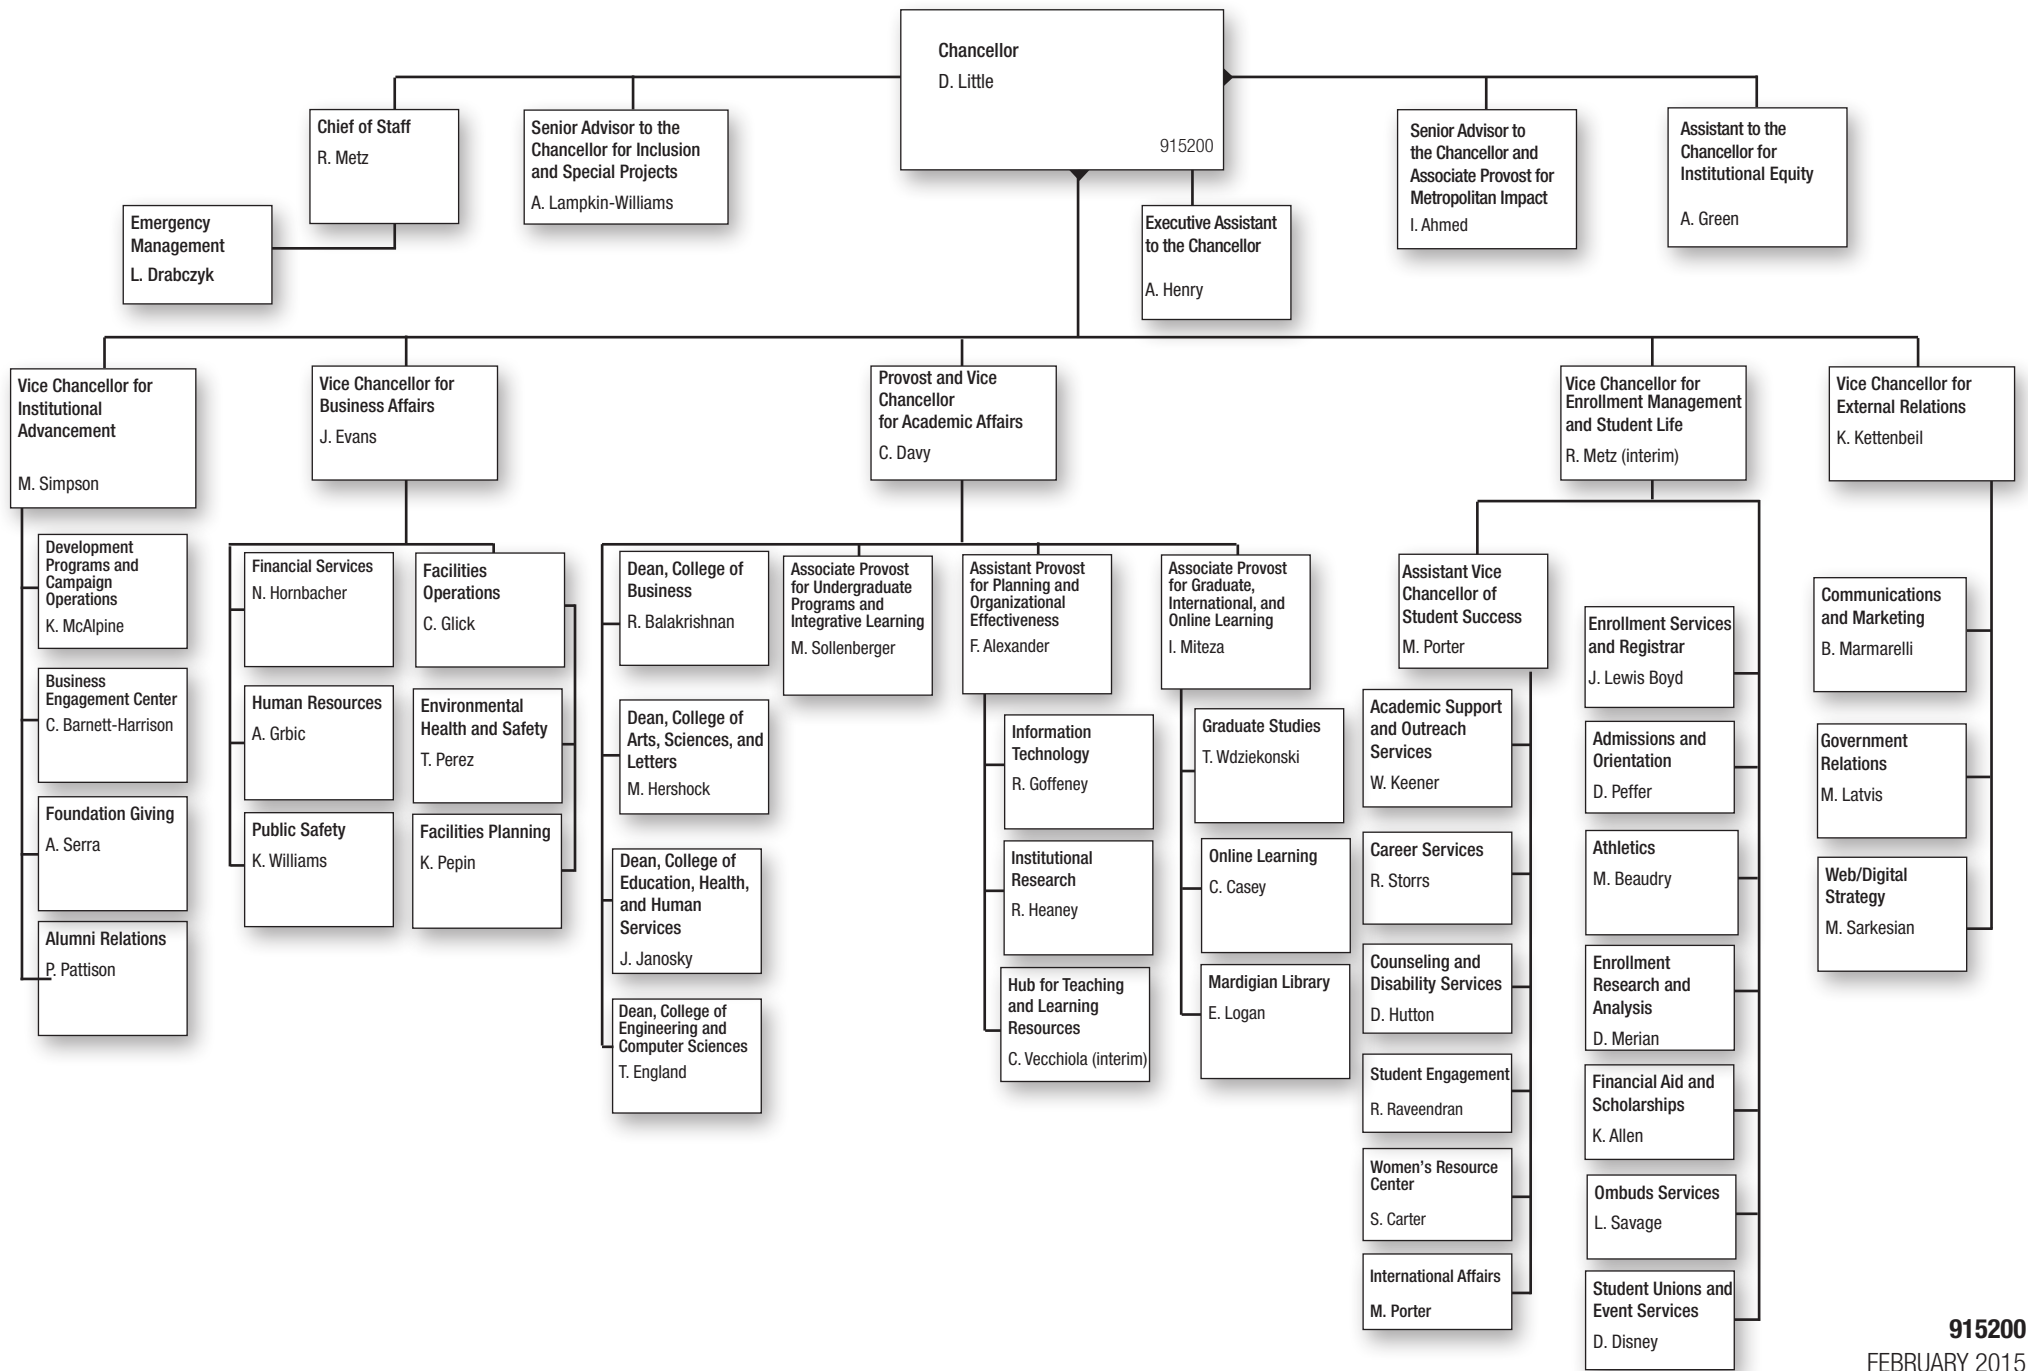 Chancellor
D. Little
915200
Chief of Staff
R. Metz
Senior Advisor to the
Chancellor for Inclusion
and Special Projects
A. Lampkin-Williams
Senior Advisor to
the Chancellor and
Associate Provost for
Metropolitan Impact
I. Ahmed
Assistant to the
Chancellor for
Institutional Equity
A. Green
Emergency
Management
L. Drabczyk
Executive Assistant
to the Chancellor
A. Henry
Vice Chancellor for
Institutional
Advancement
M. Simpson
Vice Chancellor for
Business Affairs
J. Evans
Provost and Vice
Chancellor
for Academic Affairs
C. Davy
Vice Chancellor for
Enrollment Management
and Student Life
R. Metz (interim)
Vice Chancellor for
External Relations
K. Kettenbeil
Development
Programs and
Campaign
Operations
K. McAlpine
Business
Engagement Center
C. Barnett-Harrison
Foundation Giving
A. Serra
Alumni Relations
P. Pattison
Financial Services
N. Hornbacher
Human Resources
A. Grbic
Public Safety
K. Williams
Facilities
Operations
C. Glick
Environmental
Health and Safety
T. Perez
Facilities Planning
K. Pepin
Dean, College of
Business
R. Balakrishnan
Dean, College of
Arts, Sciences, and
Letters
M. Hershock
Dean, College of
Education, Health,
and Human
Services
J. Janosky
Dean, College of
Engineering and
Computer Sciences
T. England
Associate Provost
for Undergraduate
Programs and
Integrative Learning
M. Sollenberger
Assistant Provost
for Planning and
Organizational
Effectiveness
F. Alexander
Information
Technology
R. Goffeney
Institutional
Research
R. Heaney
Hub for Teaching
and Learning
Resources
C. Vecchiola (interim)
Associate Provost
for Graduate,
International, and
Online Learning
I. Miteza
Graduate Studies
T. Wdziekonski
Online Learning
C. Casey
Mardigian Library
E. Logan
Assistant Vice
Chancellor of
Student Success
M. Porter
Academic Support
and Outreach
Services
W. Keener
Career Services
R. Storrs
Counseling and
Disability Services
D. Hutton
Student Engagement
R. Raveendran
Women's Resource
Center
S. Carter
International Affairs
M. Porter
Enrollment Services
and Registrar
J. Lewis Boyd
Admissions and
Orientation
D. Peffer
Athletics
M. Beaudry
Enrollment
Research and
Analysis
D. Merian
Financial Aid and
Scholarships
K. Allen
Ombuds Services
L. Savage
Student Unions and
Event Services
D. Disney
Communications
and Marketing
B. Marmarelli
Government
Relations
M. Latvis
Web/Digital
Strategy
M. Sarkesian
915200
FEBRUARY 2015